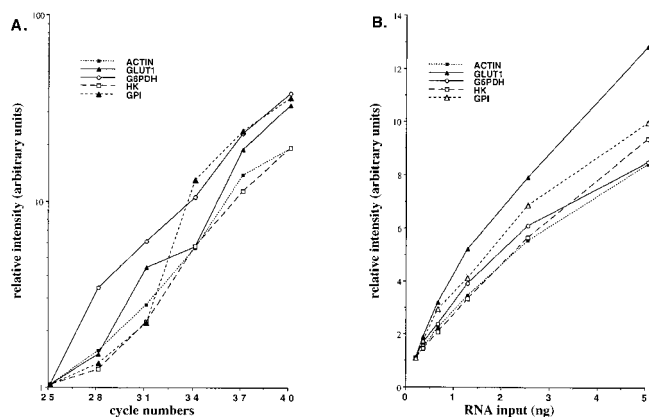 A.
100
10
1
relative intensity (arbitrary units)
ACTIN
GLUT1
G6PDH
HK
GPI
25
28
31
34
37
40
cycle numbers
B.
14
12
10
8
6
4
2
0
relative intensity (arbitrary units)
ACTIN
GLUT1
G6PDH
HK
GPI
0
1
2
3
4
5
RNA input (ng)